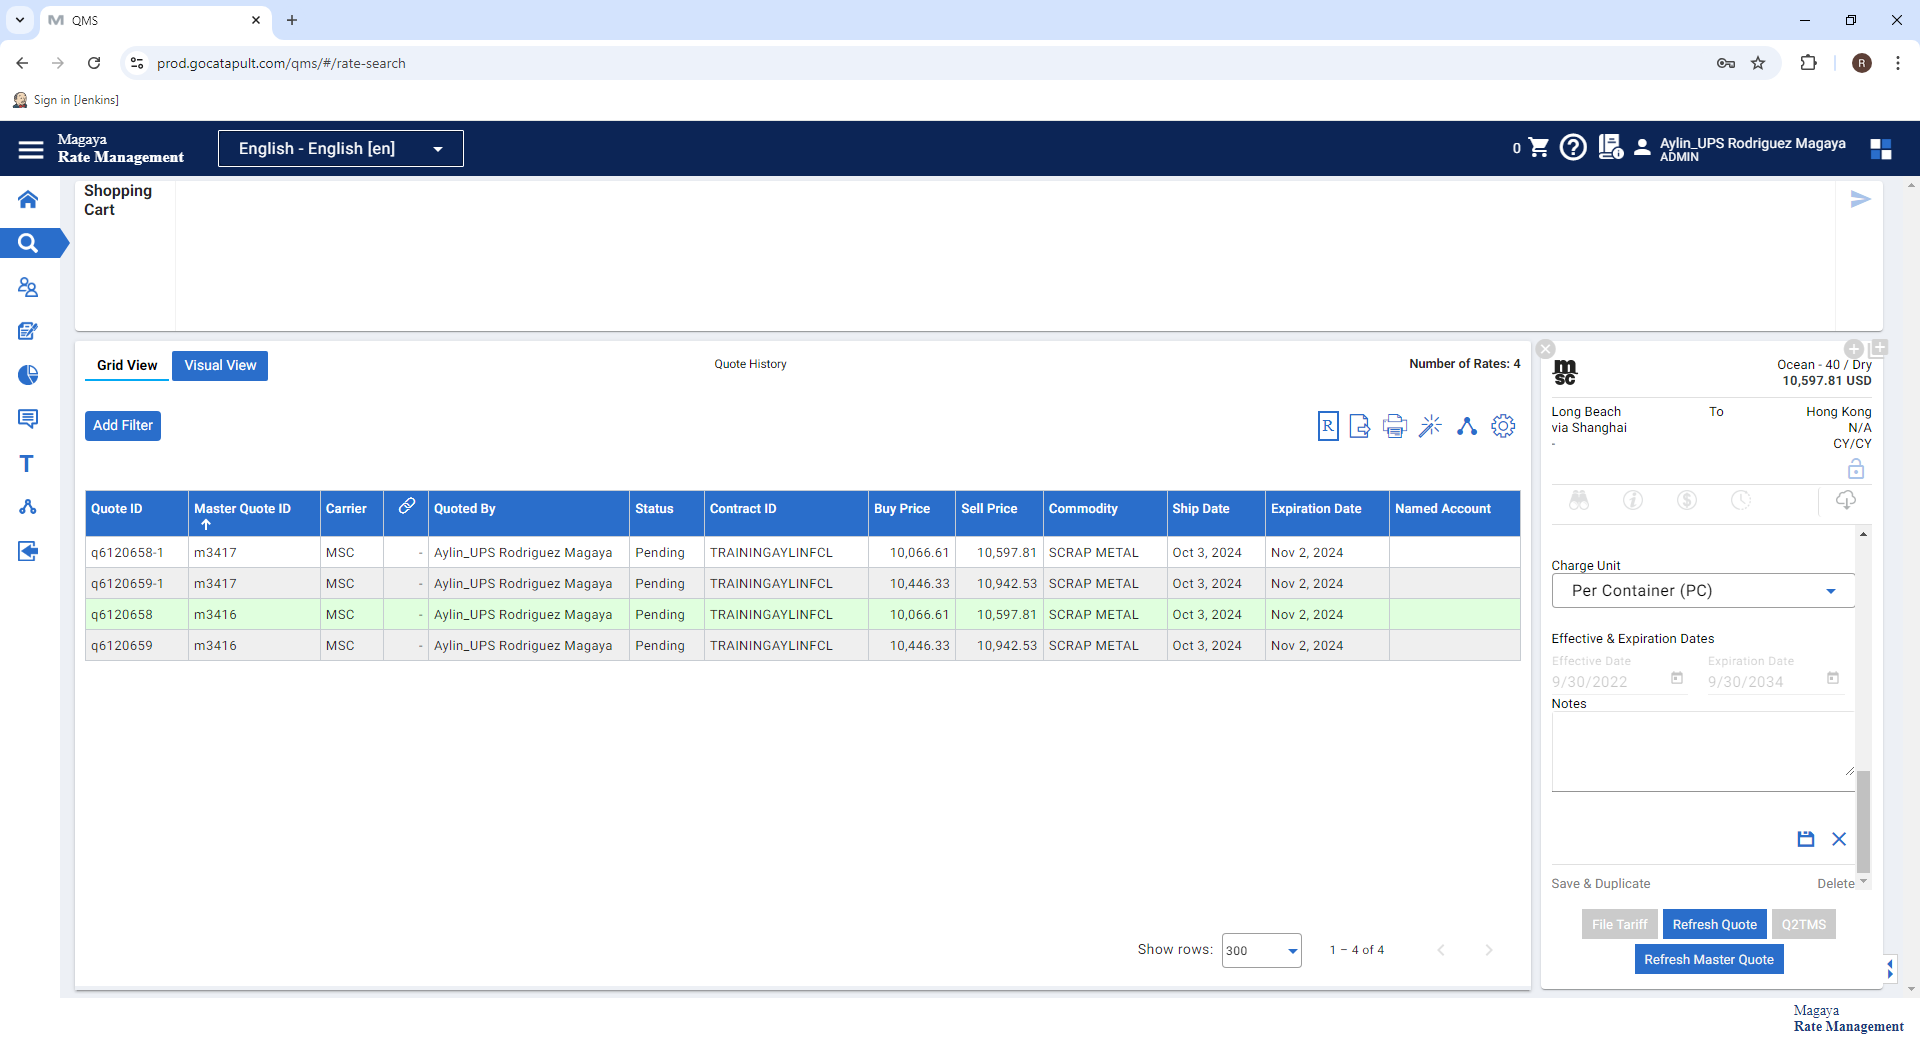 QMS
prod.gocatapult.com/qms/#/rate-search
R
Sign in [Jenkins]
Magaya
Rate Management
English - English [en]
0
Aylin_UPS Rodriguez Magaya
ADMIN
Shopping
Cart
Grid View
Visual View
Quote History
Number of Rates: 4
Add Filter
R
Quote ID Master Quote ID Carrier Quoted By Status Contract ID Buy Price Sell Price Commodity Ship Date Expiration Date Named Account
q6120658-1 m3417 MSC - Aylin_UPS Rodriguez Magaya Pending TRAININGAYLINFCL 10,066.61 10,597.81 SCRAP METAL Oct 3, 2024 Nov 2, 2024
q6120659-1 m3417 MSC - Aylin_UPS Rodriguez Magaya Pending TRAININGAYLINFCL 10,446.33 10,942.53 SCRAP METAL Oct 3, 2024 Nov 2, 2024
q6120658 m3416 MSC - Aylin_UPS Rodriguez Magaya Pending TRAININGAYLINFCL 10,066.61 10,597.81 SCRAP METAL Oct 3, 2024 Nov 2, 2024
q6120659 m3416 MSC - Aylin_UPS Rodriguez Magaya Pending TRAININGAYLINFCL 10,446.33 10,942.53 SCRAP METAL Oct 3, 2024 Nov 2, 2024
Show rows: 300 1 – 4 of 4
msc
Ocean - 40 / Dry
10,597.81 USD
Long Beach To Hong Kong
via Shanghai N/A
- CY/CY
Charge Unit
Per Container (PC)
Effective & Expiration Dates
Effective Date Expiration Date
9/30/2022 9/30/2034
Notes
Save & Duplicate Delete
File Tariff Refresh Quote Q2TMS
Refresh Master Quote
Magaya
Rate Management